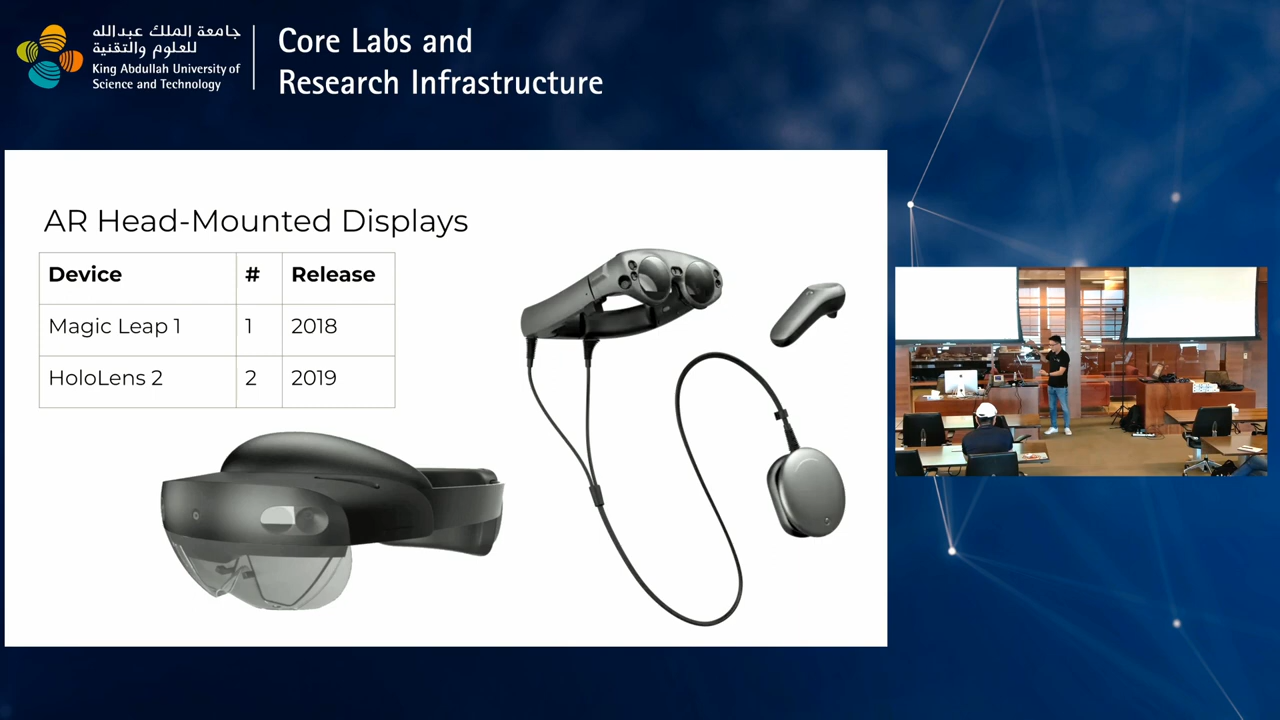 جامعة الملك عبدالله
للعلوم والتقنية
King Abdullah University of
Science and Technology
Core Labs and
Research Infrastructure
AR Head-Mounted Displays
Device # Release
Magic Leap 1 1 2018
HoloLens 2 2 2019